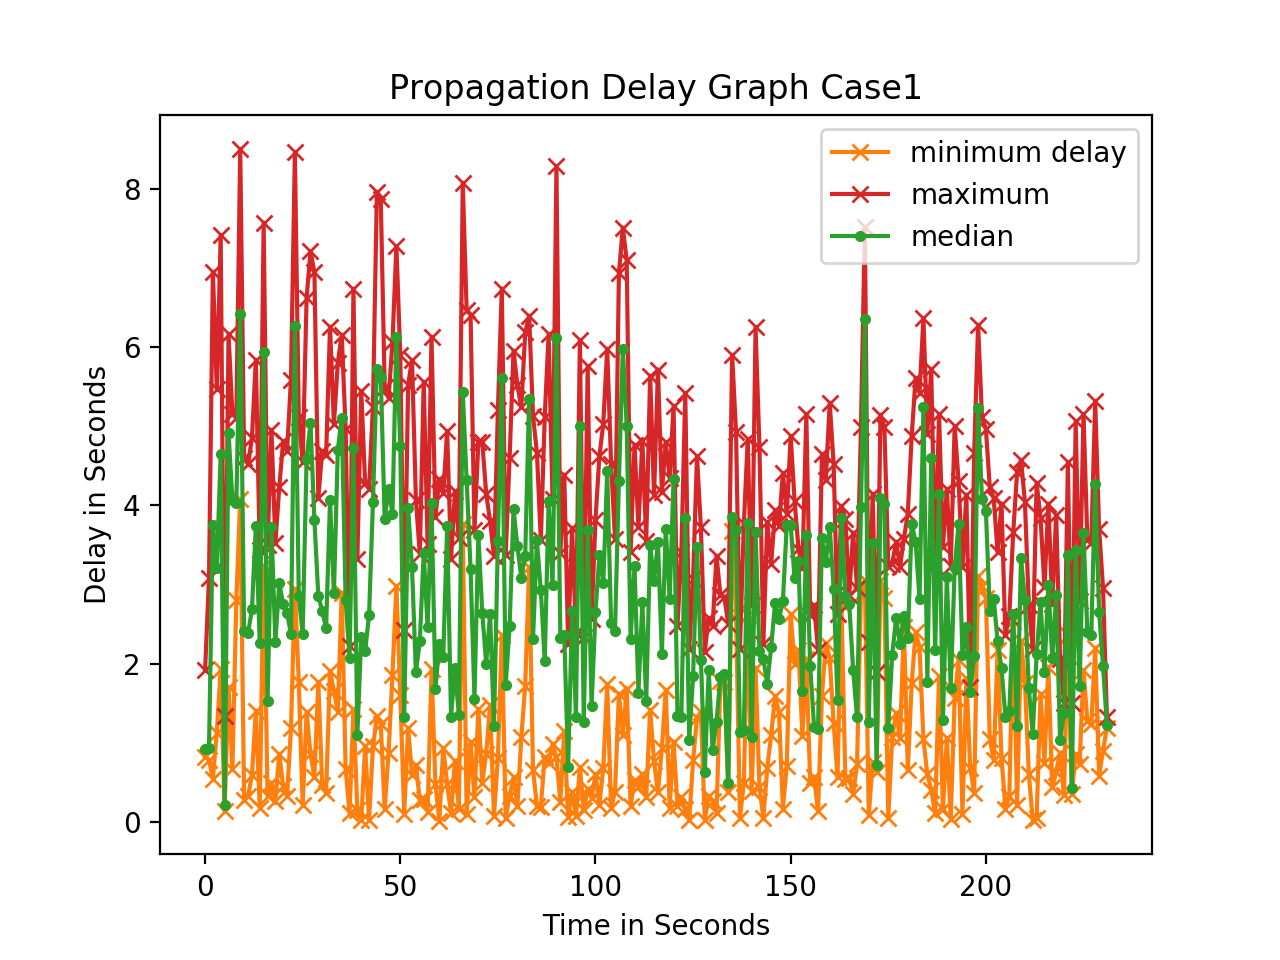 Propagation Delay Graph Case1
minimum delay
maximum
median
Delay in Seconds
8
6
4
2
0
0 50 100 150 200
Time in Seconds